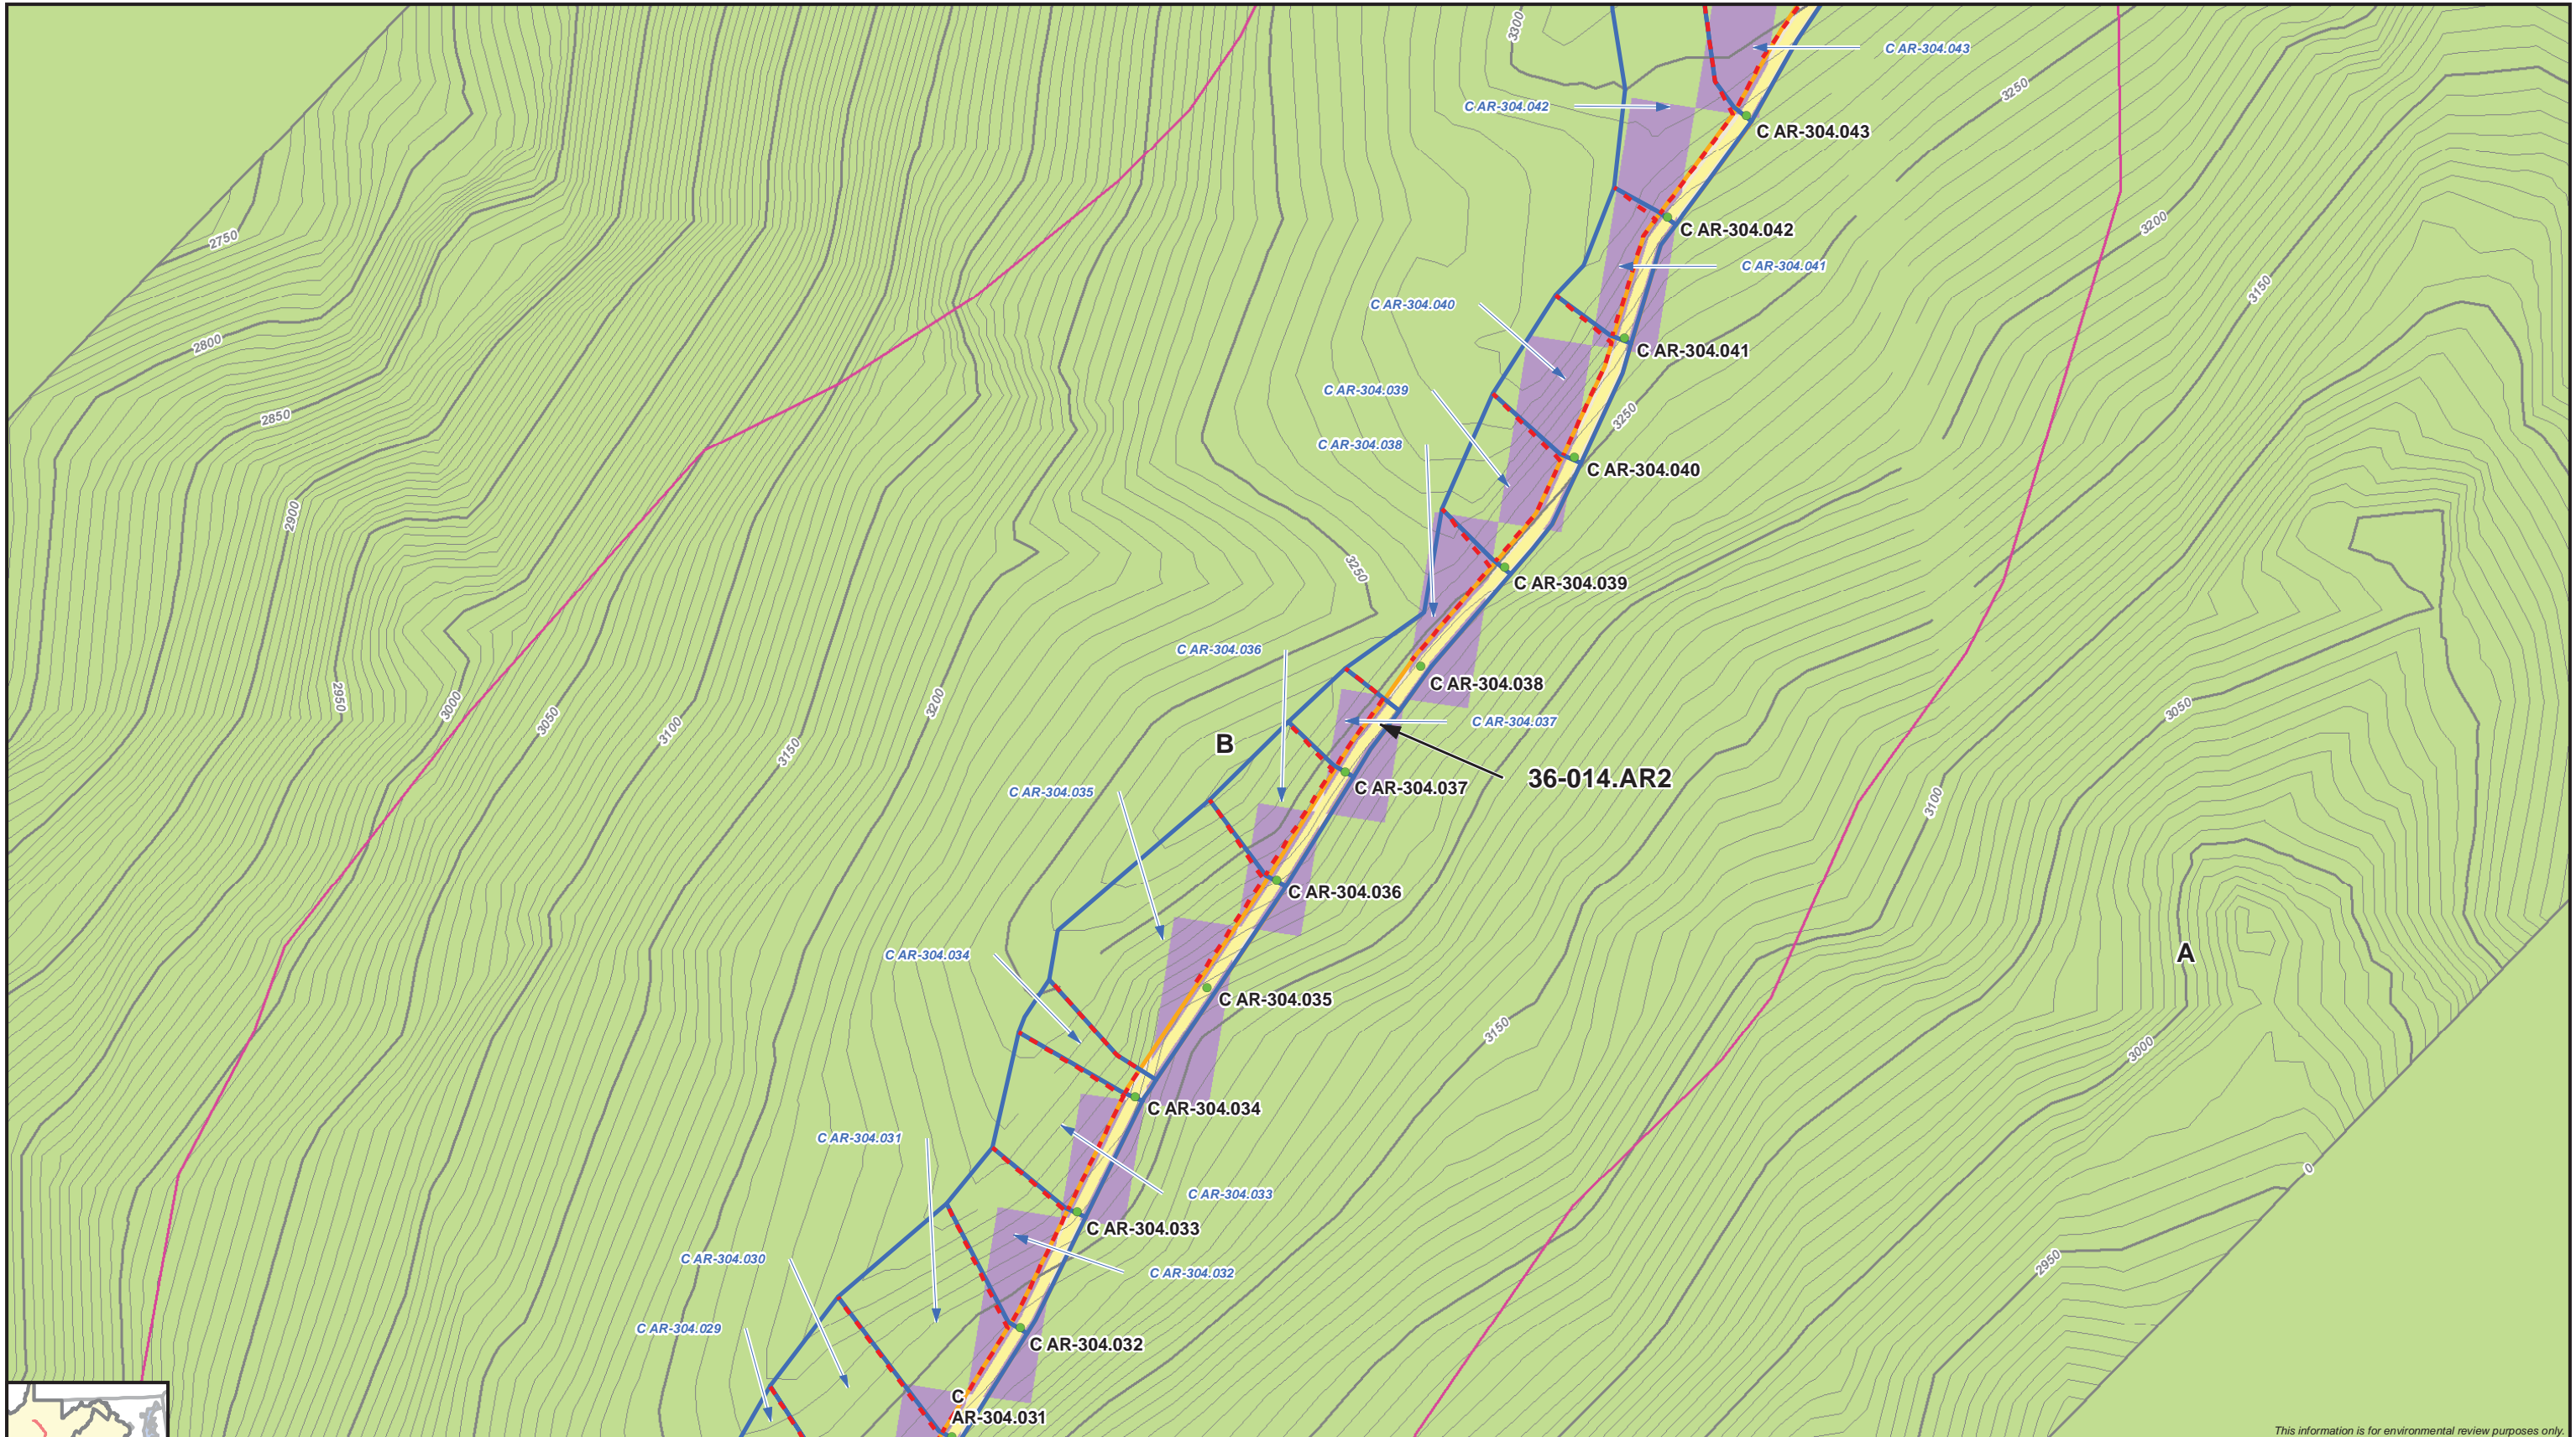 3300
C AR-304.043
3250
C AR-304.042
C AR-304.043
3200
2750
C AR-304.042
C AR-304.041
3150
C AR-304.040
2800
C AR-304.041
C AR-304.039
2850
3250
C AR-304.038
C AR-304.040
2900
3250
C AR-304.039
C AR-304.036
C AR-304.038
2950
3000
3200
3050
3050
C AR-304.037
3100
B
3150
36-014.AR2
C AR-304.037
C AR-304.035
3100
C AR-304.036
C AR-304.034
A
C AR-304.035
3150
3000
C AR-304.034
C AR-304.031
0
C AR-304.033
C AR-304.033
C AR-304.030
2950
C AR-304.032
C AR-304.029
C AR-304.032
C
AR-304.031
This information is for environmental review purposes only.